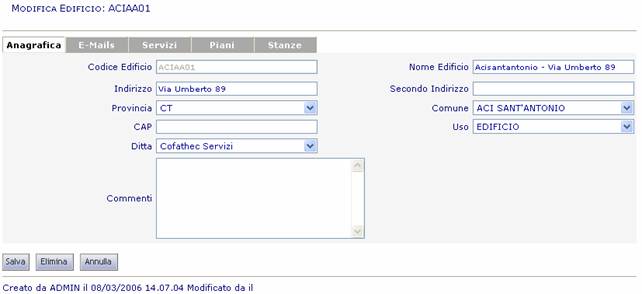 Modifica Edificio: ACIAA01
Anagrafica E-Mails Servizi Piani Stanze
Codice Edificio ACIAA01 Nome Edificio Acisantantonio - Via Umberto 89
Indirizzo Via Umberto 89 Secondo Indirizzo
Provincia CT Comune ACI SANT'ANTONIO
CAP Uso EDIFICIO
Ditta Cofathec Servizi
Commenti
Salva Elimina Annulla
Creato da ADMIN il 08/03/2006 14.07.04 Modificato da il